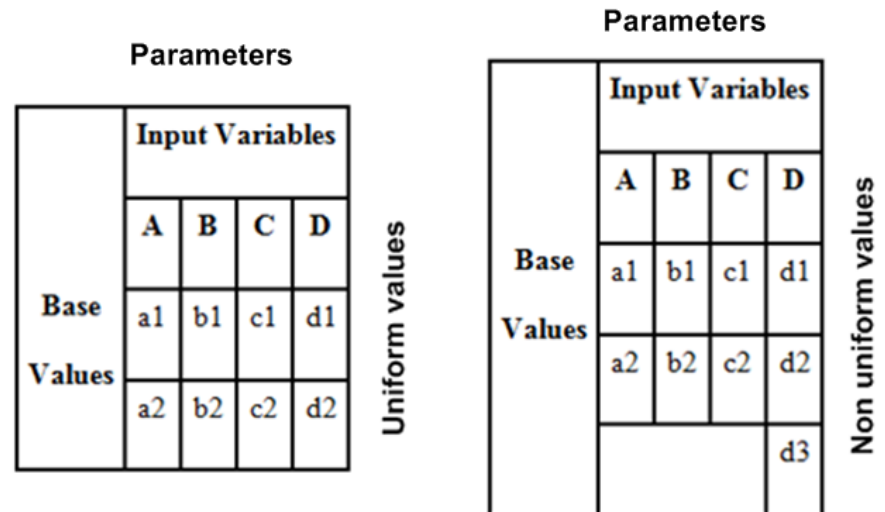 Parameters
Input Variables
A B C D
Base
Values
a1 b1 c1 d1
a2 b2 c2 d2
Uniform values
Parameters
Input Variables
A B C D
Base
Values
a1 b1 c1 d1
a2 b2 c2 d2
d3
Non uniform values